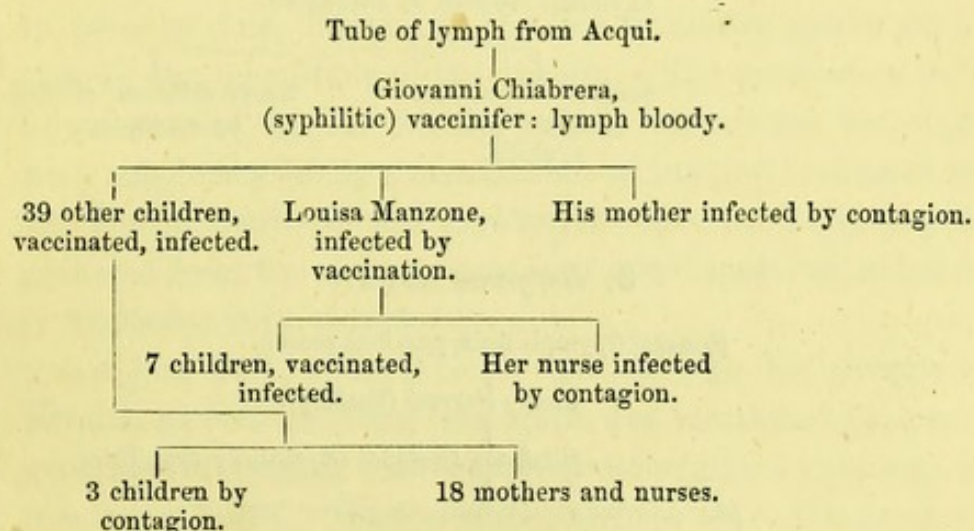 Tube of lymph from Acqui.
Giovanni Chiabrera,
(syphilitic) vaccinifer: lymph bloody.
39 other children,
vaccinated, infected.
Louisa Manzone,
infected by
vaccination.
His mother infected by contagion.
7 children, vaccinated,
infected.
Her nurse infected
by contagion.
3 children by
contagion.
18 mothers and nurses.